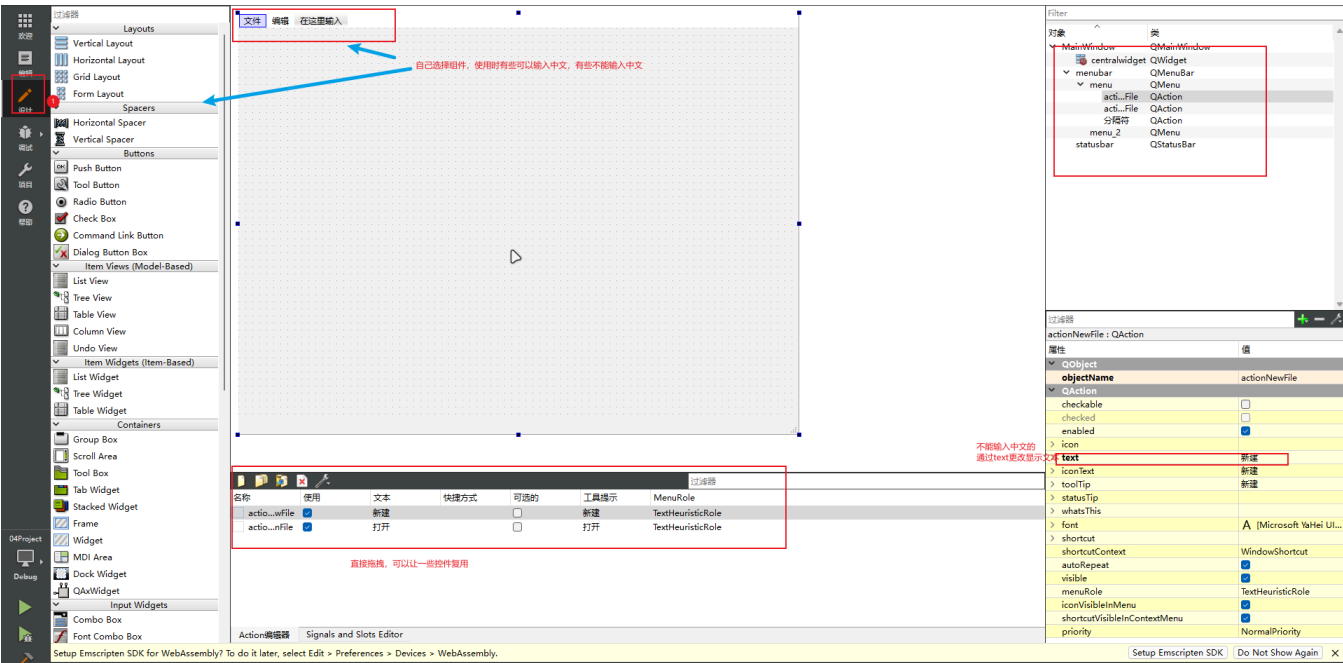 欢迎
编辑
设计
调试
项目
帮助
04Project
Debug
过滤器
Layouts
Vertical Layout
Horizontal Layout
Grid Layout
Form Layout
1
Spacers
Horizontal Spacer
Vertical Spacer
Buttons
Push Button
Tool Button
Radio Button
Check Box
Command Link Button
Dialog Button Box
Item Views (Model-Based)
List View
Tree View
Table View
Column View
Undo View
Item Widgets (Item-Based)
List Widget
Tree Widget
Table Widget
Containers
Group Box
Scroll Area
Tool Box
Tab Widget
Stacked Widget
Frame
Widget
MDI Area
Dock Widget
QAxWidget
Input Widgets
Combo Box
Font Combo Box
文件 编辑 在这里输入
自己选择组件，使用时有些可以输入中文，有些不能输入中文
过滤器
名称 使用 文本 快捷方式 可选的 工具提示 MenuRole
actio...wFile 新建 新建 TextHeuristicRole
actio...nFile 打开 打开 TextHeuristicRole
直接拖拽，可以让一些控件复用
Action编辑器 Signals and Slots Editor
Filter
对象 类
MainWindow QMainWindow
centralwidget QWidget
menubar QMenuBar
menu QMenu
acti...File QAction
acti...File QAction
分隔符 QAction
menu_2 QMenu
statusbar QStatusBar
过滤器
actionNewFile : QAction
属性 值
QObject
objectName actionNewFile
QAction
checkable
checked
enabled
icon
不能输入中文的
通过text更改显示文本
text 新建
iconText 新建
toolTip 新建
statusTip
whatsThis
font A [Microsoft YaHei UI...
shortcut
shortcutContext WindowShortcut
autoRepeat
visible
menuRole TextHeuristicRole
iconVisibleInMenu
shortcutVisibleInContextMenu
priority NormalPriority
Setup Emscripten SDK for WebAssembly? To do it later, select Edit > Preferences > Devices > WebAssembly.
Setup Emscripten SDK Do Not Show Again